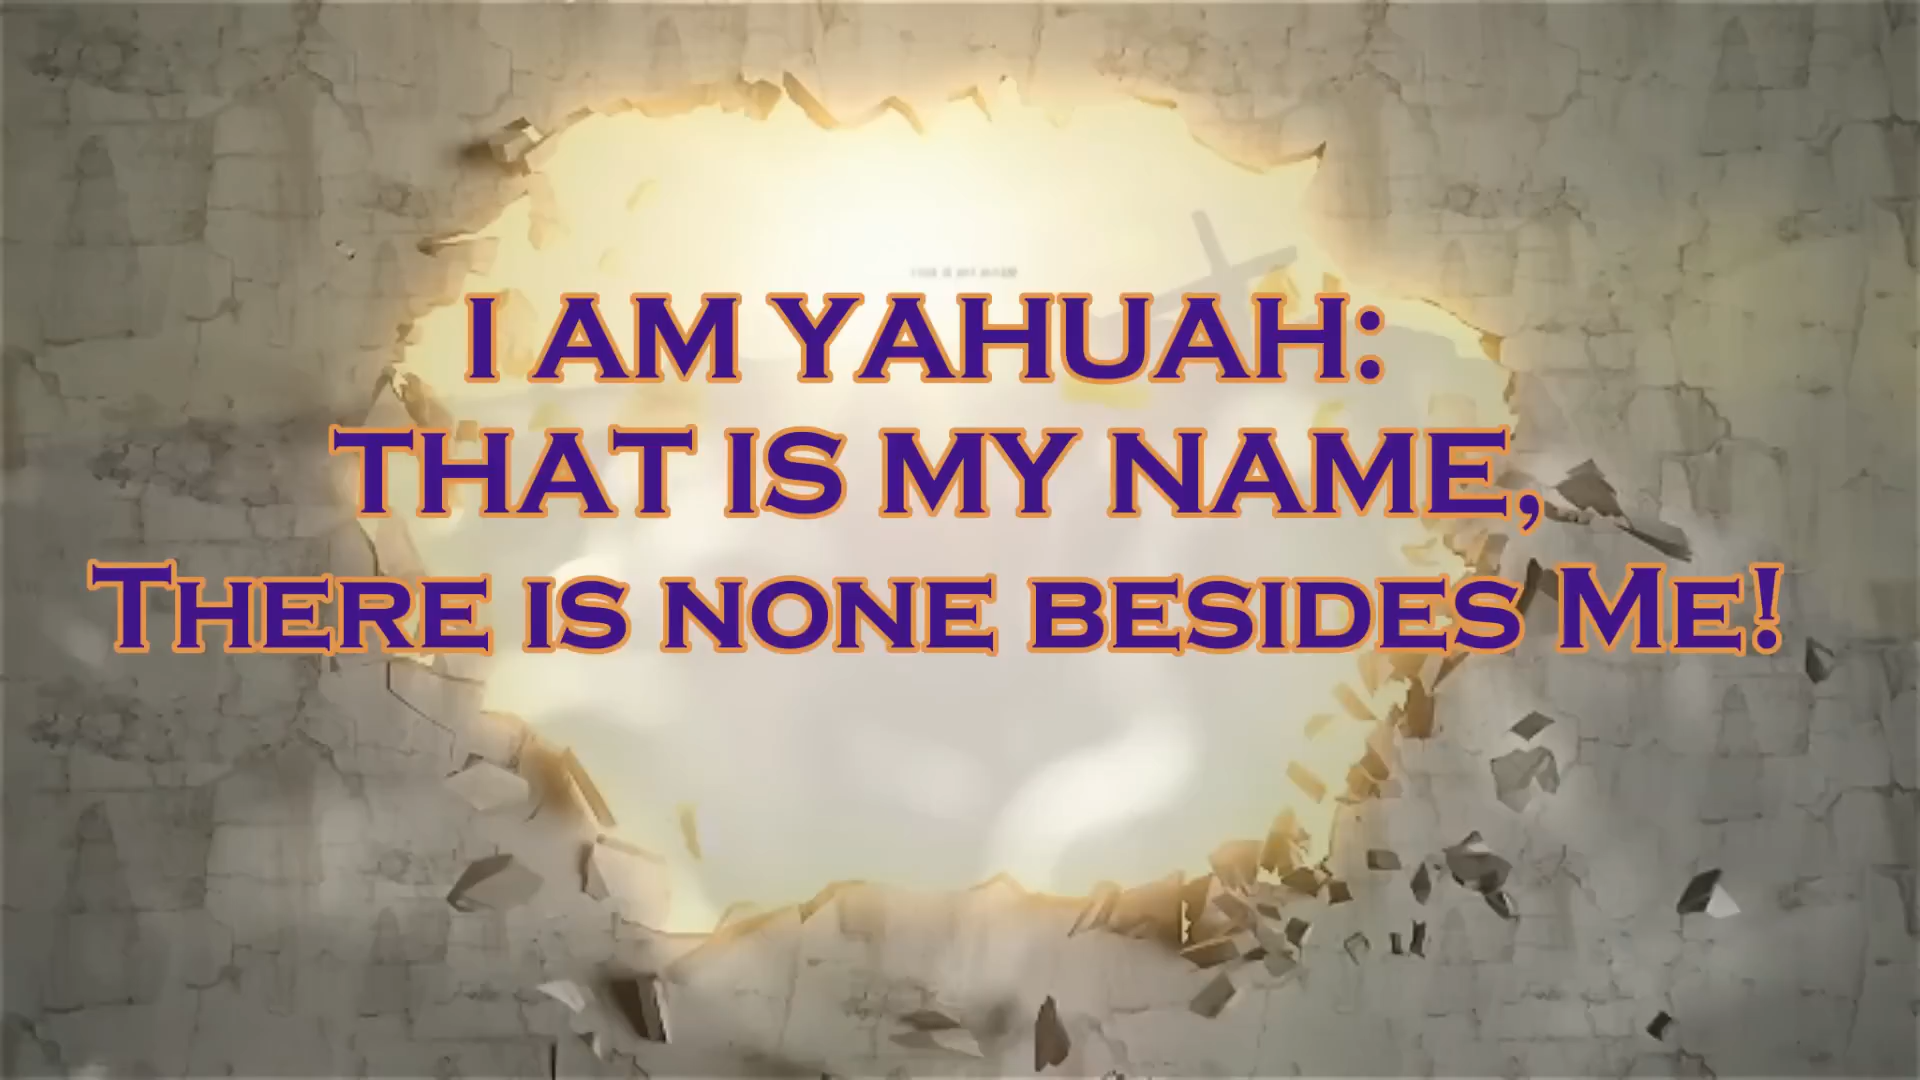 I AM YAHUAH:
THAT IS MY NAME,
THERE IS NONE BESIDES ME!